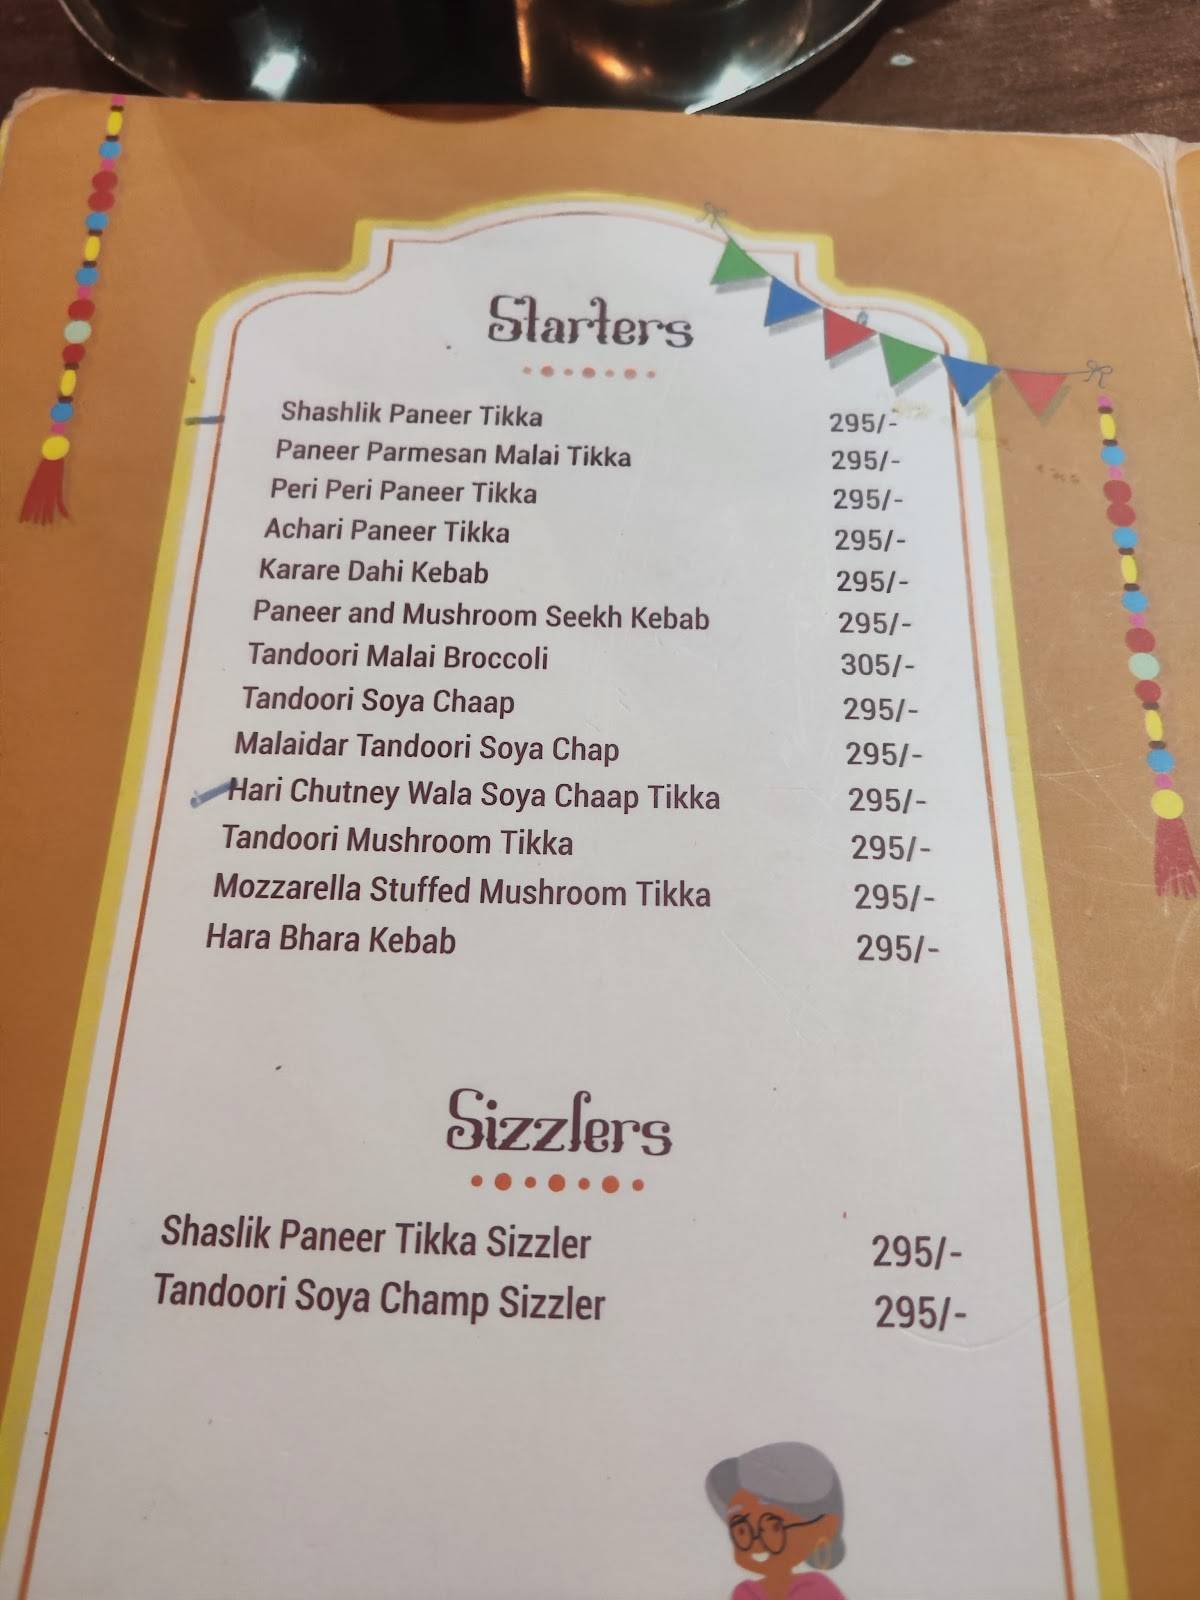 Starters
Shashlik Paneer Tikka 295/-
Paneer Parmesan Malai Tikka 295/-
Peri Peri Paneer Tikka 295/-
Achari Paneer Tikka 295/-
Karare Dahi Kebab 295/-
Paneer and Mushroom Seekh Kebab 295/-
Tandoori Malai Broccoli 305/-
Tandoori Soya Chaap 295/-
Malaidar Tandoori Soya Chap 295/-
Hari Chutney Wala Soya Chaap Tikka 295/-
Tandoori Mushroom Tikka 295/-
Mozzarella Stuffed Mushroom Tikka 295/-
Hara Bhara Kebab 295/-
Sizzlers
Shaslik Paneer Tikka Sizzler 295/-
Tandoori Soya Champ Sizzler 295/-